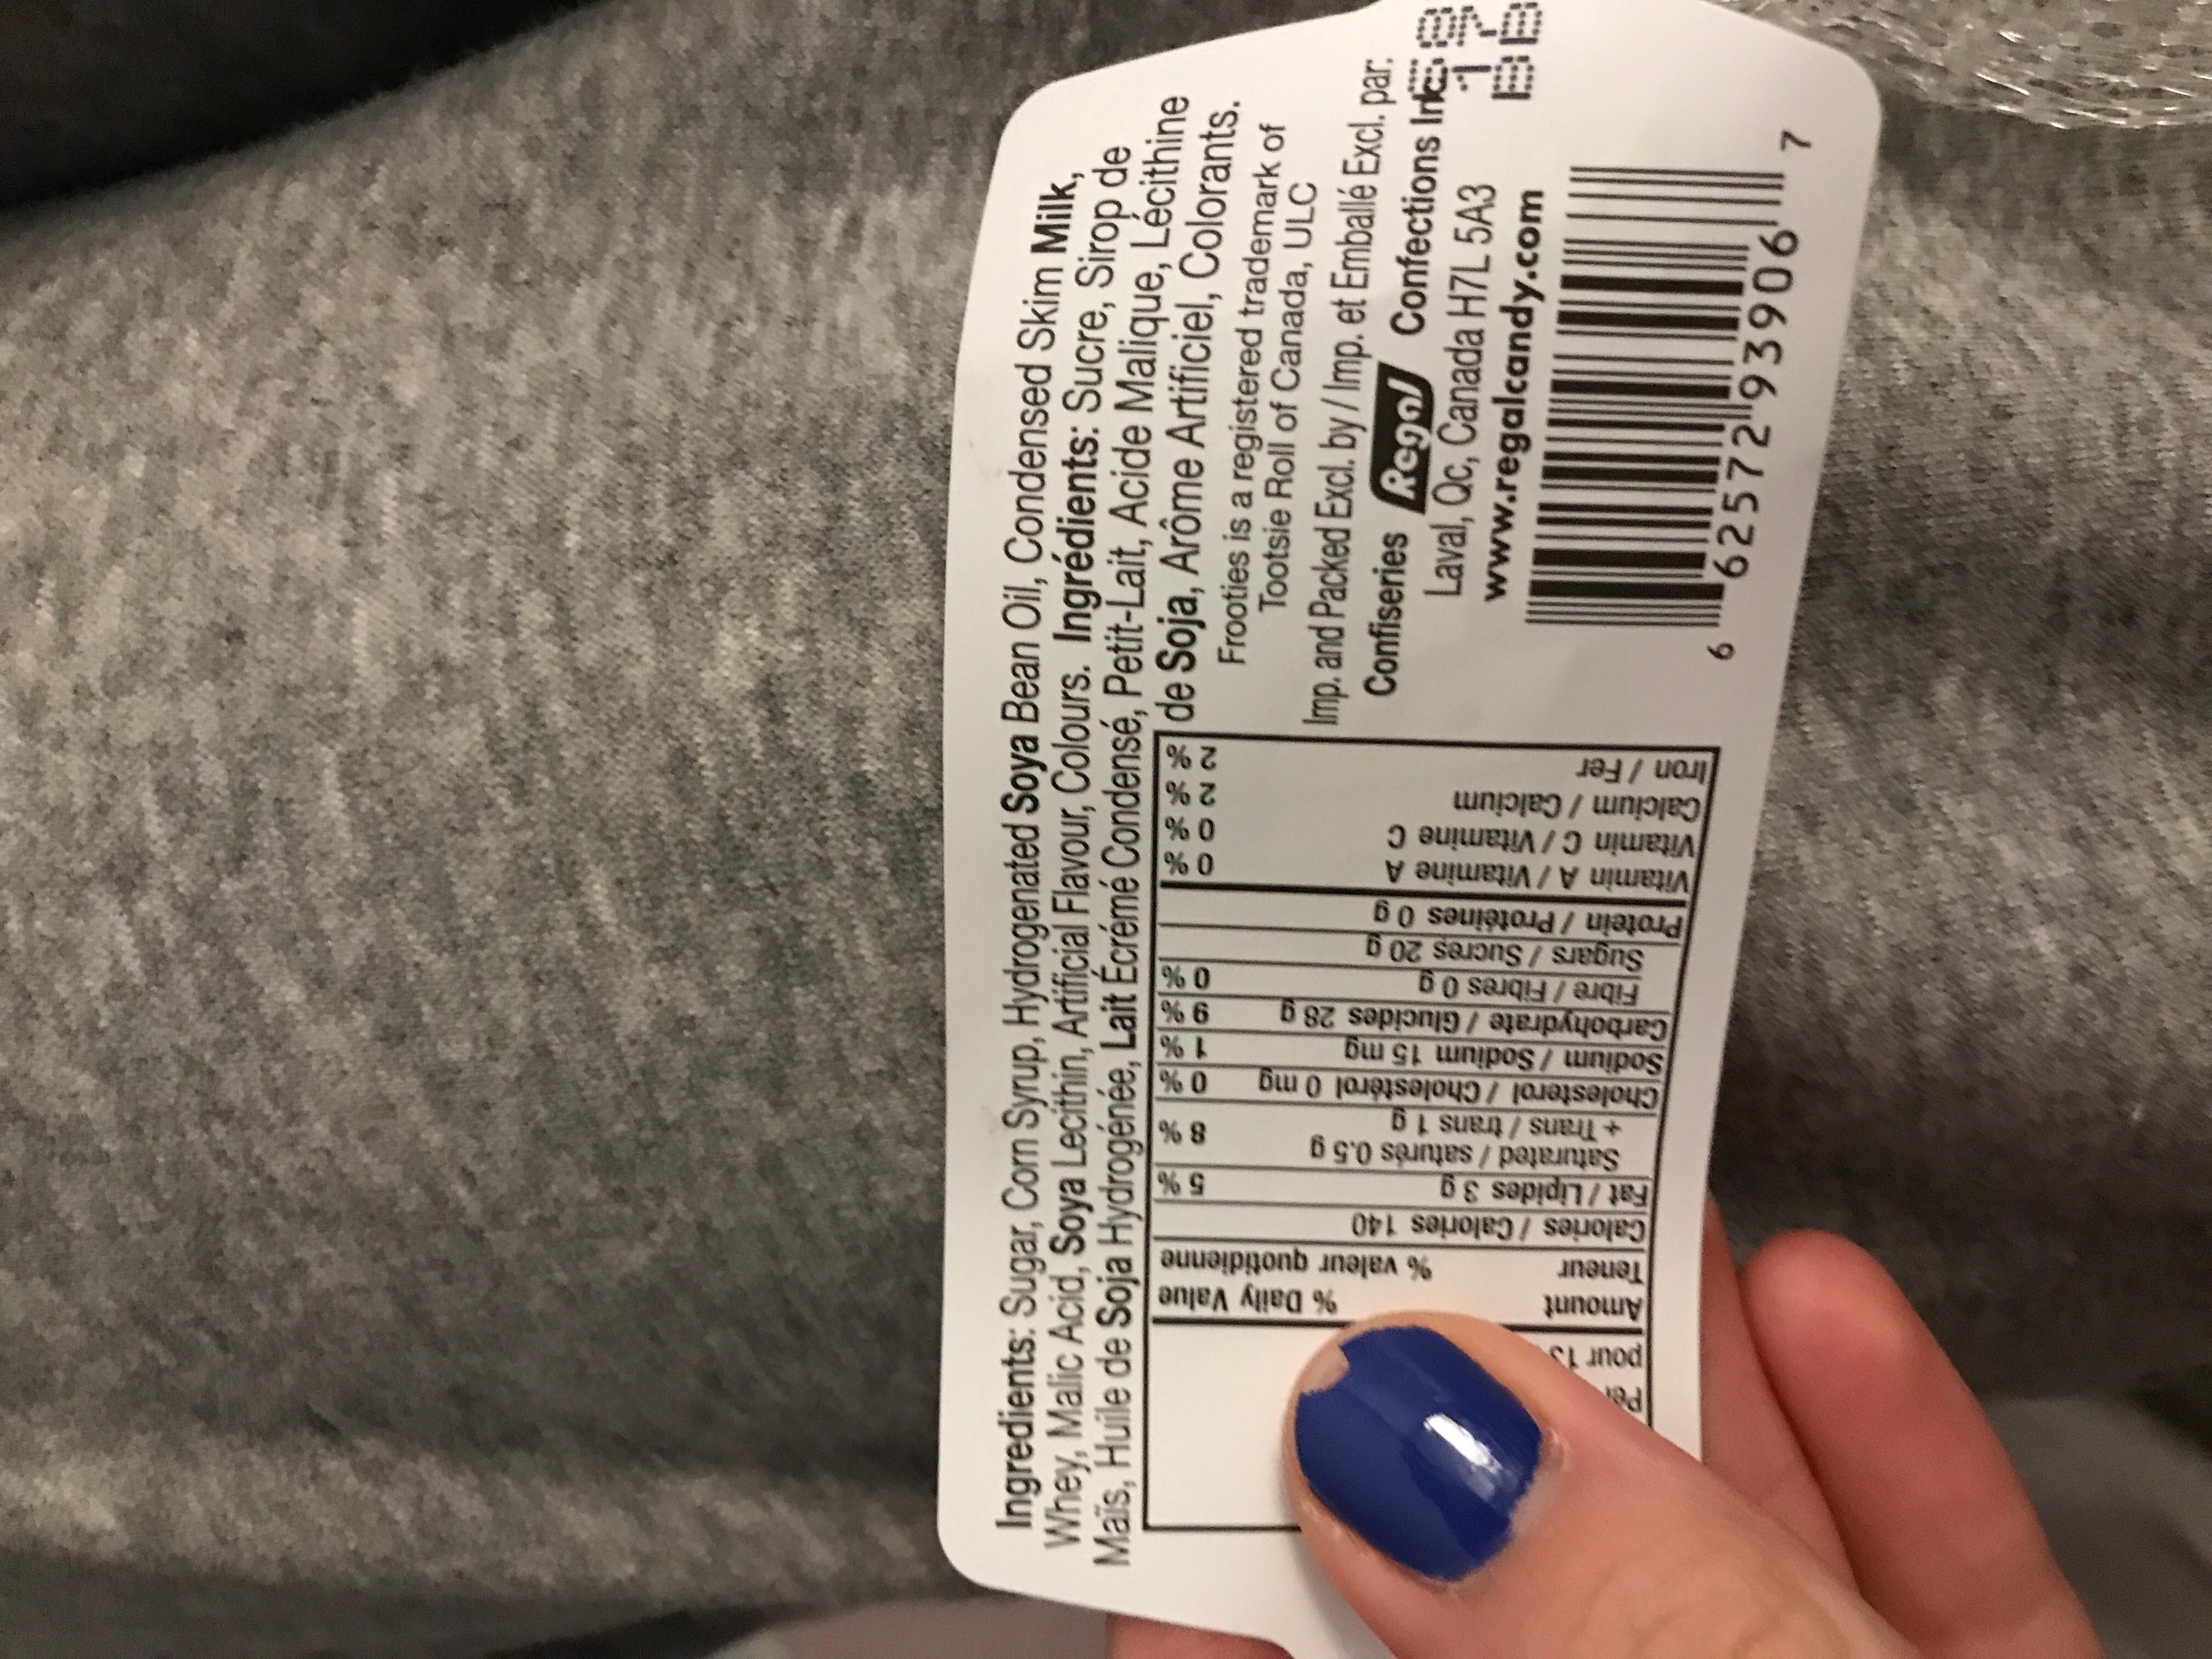 Ingredients: Sugar, Corn Syrup, Hydrogenated Soya Bean Oil, Condensed Skim Milk,
Whey, Malic Acid, Soya Lecithin, Artificial Flavour, Colours. Ingrédients: Sucre, Sirop de
Maïs, Huile de Soja Hydrogénée, Lait Écrémé Condensé, Petit-Lait, Acide Malique, Lécithine
de Soja, Arôme Artificiel, Colorants.
Frooties is a registered trademark of
Tootsie Roll of Canada, ULC
Imp. and Packed Excl. by / Imp. et Emballé Excl. par:
Confiseries Regal Confections Inc.
Laval, Qc, Canada H7L 5A3
www.regalcandy.com
6 62572 93906 7
pour
Amount % Daily Value
Teneur % valeur quotidienne
Calories / Calories 140
Fat / Lipides 3 g 5 %
Saturated / saturés 0.5 g
+ Trans / trans 1 g 8 %
Cholesterol / Cholestérol 0 mg 0 %
Sodium / Sodium 15 mg 1 %
Carbohydrate / Glucides 28 g 9 %
Fibre / Fibres 0 g 0 %
Sugars / Sucres 20 g
Protein / Protéines 0 g
Vitamin A / Vitamine A 0 %
Vitamin C / Vitamine C 0 %
Calcium / Calcium 2 %
Iron / Fer 2 %